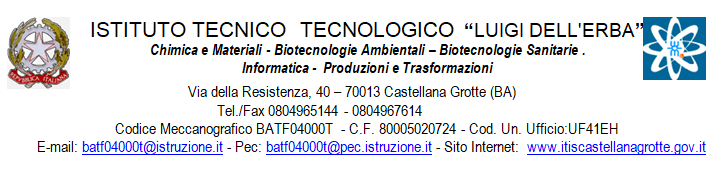 ISTITUTO TECNICO TECNOLOGICO “LUIGI DELL'ERBA”
Chimica e Materiali - Biotecnologie Ambientali – Biotecnologie Sanitarie .
Informatica - Produzioni e Trasformazioni
Via della Resistenza, 40 – 70013 Castellana Grotte (BA)
Tel./Fax 0804965144 - 0804967614
Codice Meccanografico BATF04000T - C.F. 80005020724 - Cod. Un. Ufficio:UF41EH
E-mail: batf04000t@istruzione.it - Pec: batf04000t@pec.istruzione.it - Sito Internet: www.itiscastellanagrotte.gov.it